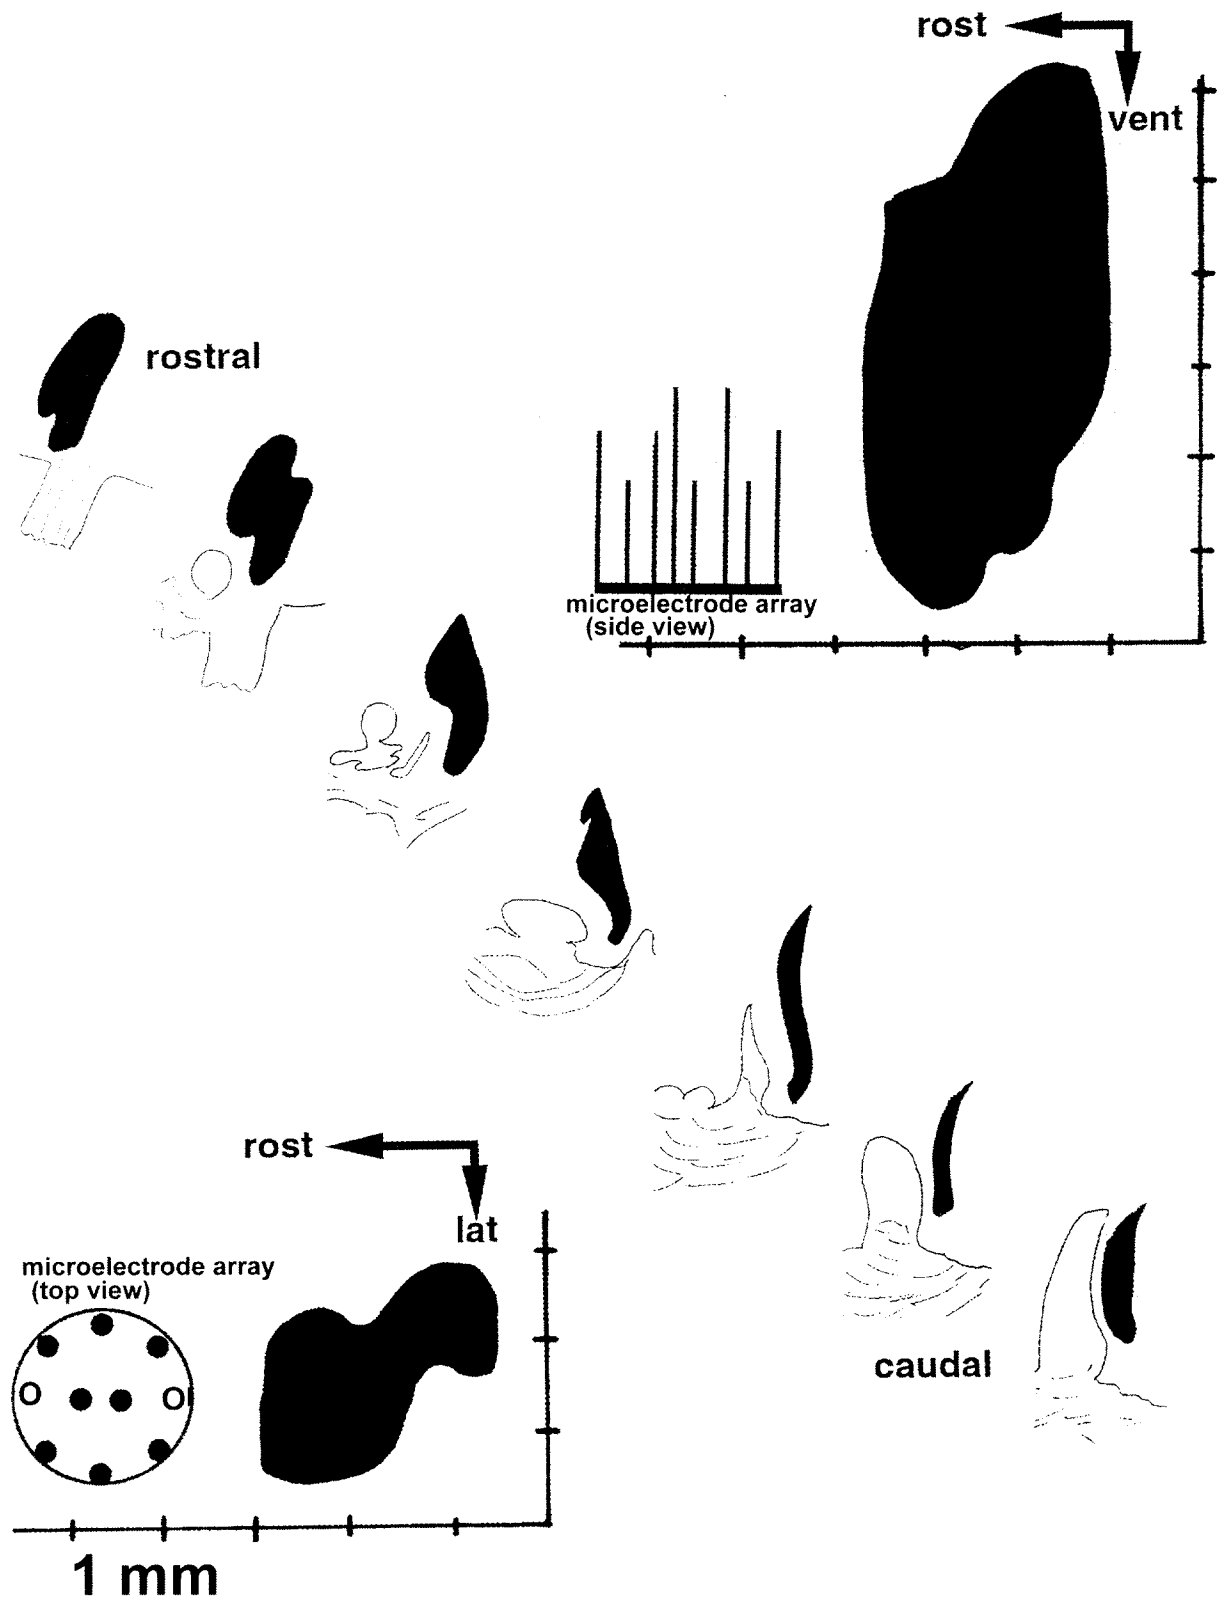 rost
vent
rostral
microelectrode array
(side view)
rost
lat
microelectrode array
(top view)
O O
caudal
1 mm